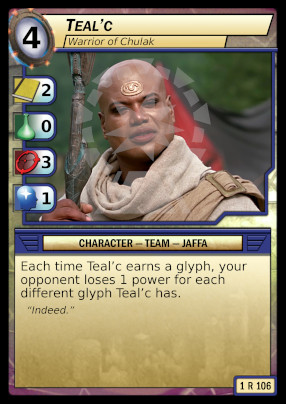 4
TEAL'C
Warrior of Chulak
2
0
3
1
CHARACTER – TEAM – JAFFA
Each time Teal'c earns a glyph, your
opponent loses 1 power for each
different glyph Teal'c has.
"Indeed."
1 R 106